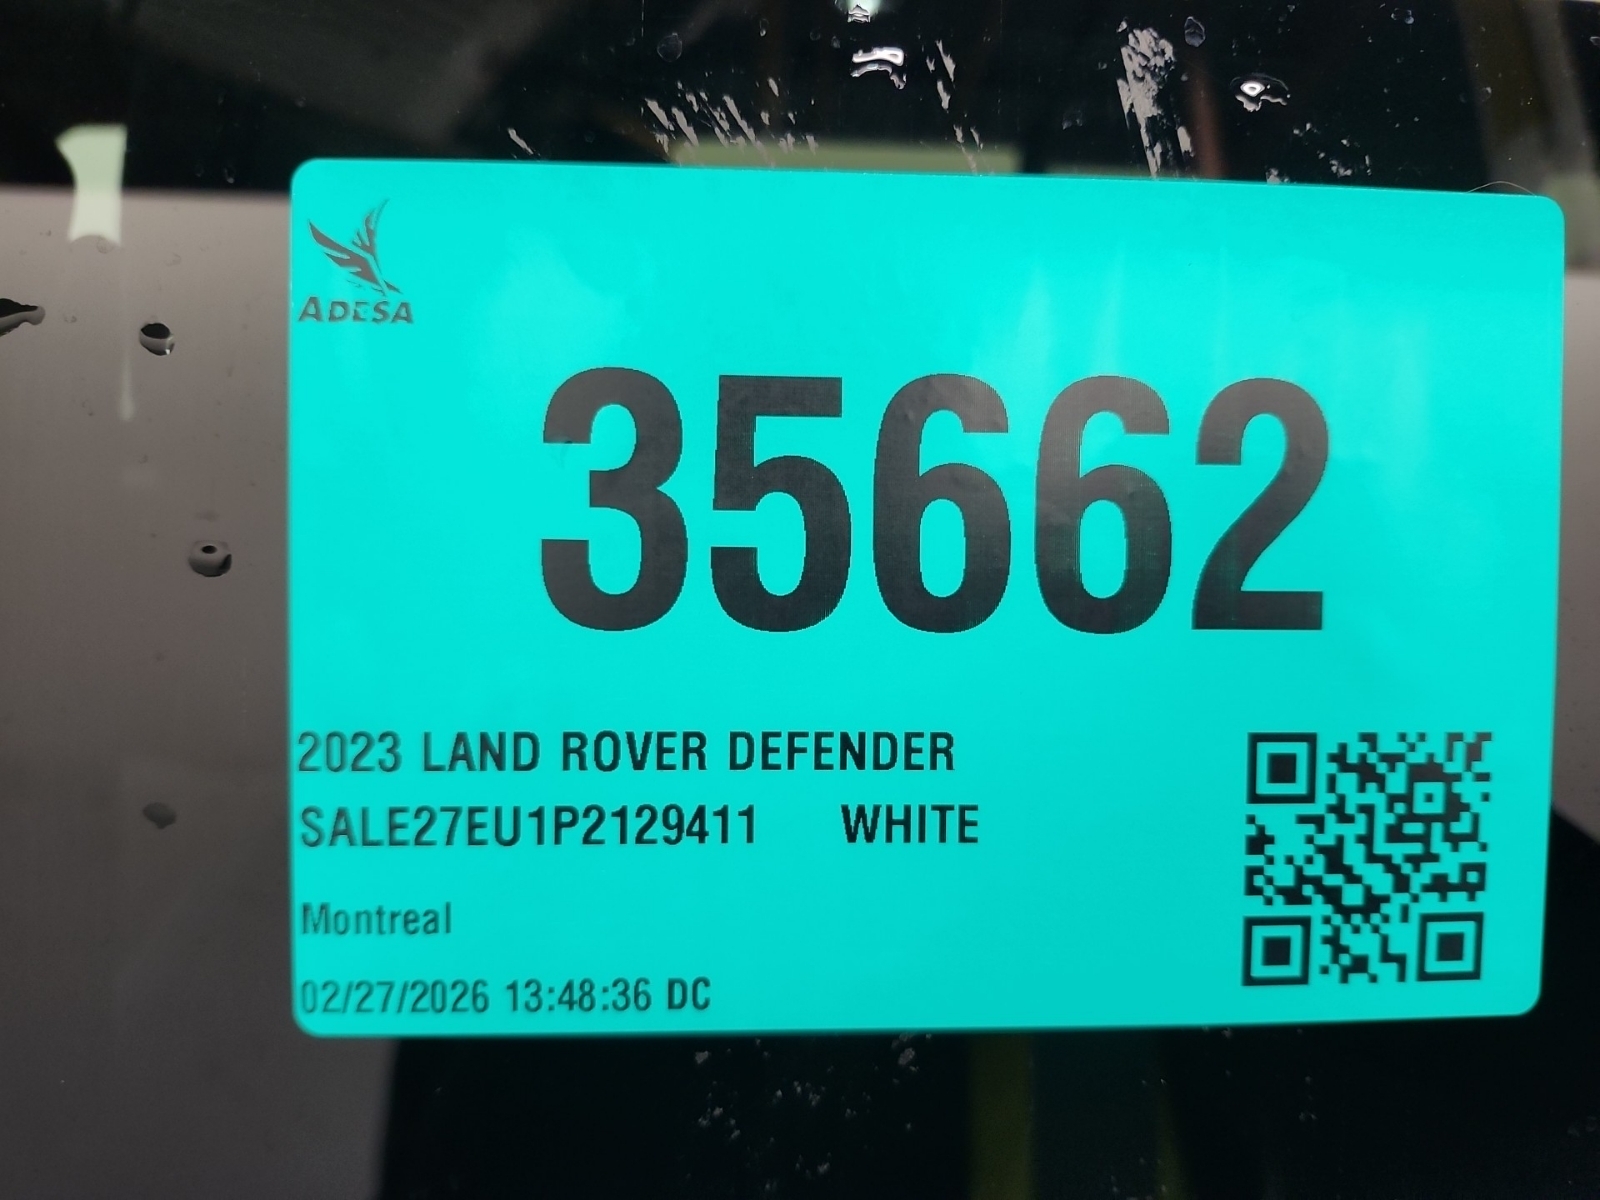 ADESA
35662
2023 LAND ROVER DEFENDER
SALE27EU1P2129411 WHITE
Montreal
02/27/2026 13:48:36 DC